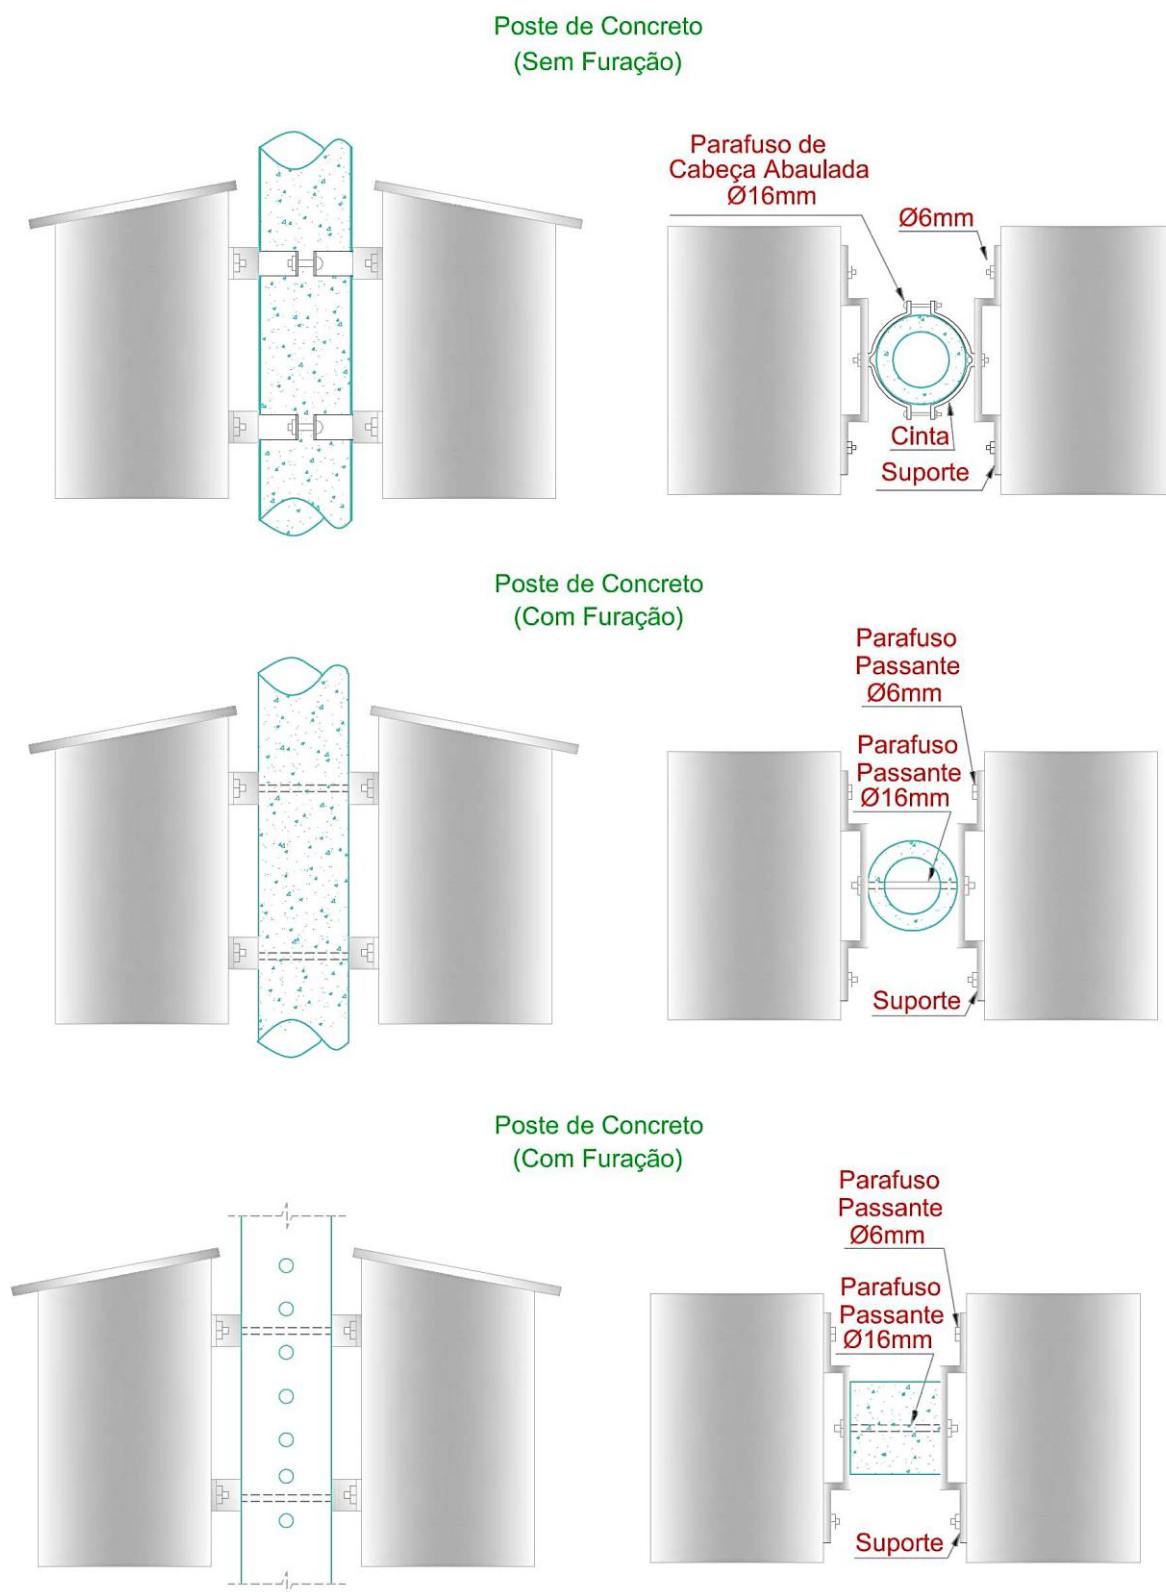 Poste de Concreto
(Sem Furação)
Parafuso de
Cabeça Abaulada
Ø16mm
Ø6mm
Cinta
Suporte
Poste de Concreto
(Com Furação)
Parafuso
Passante
Ø6mm
Parafuso
Passante
Ø16mm
Suporte
Poste de Concreto
(Com Furação)
Parafuso
Passante
Ø6mm
Parafuso
Passante
Ø16mm
Suporte